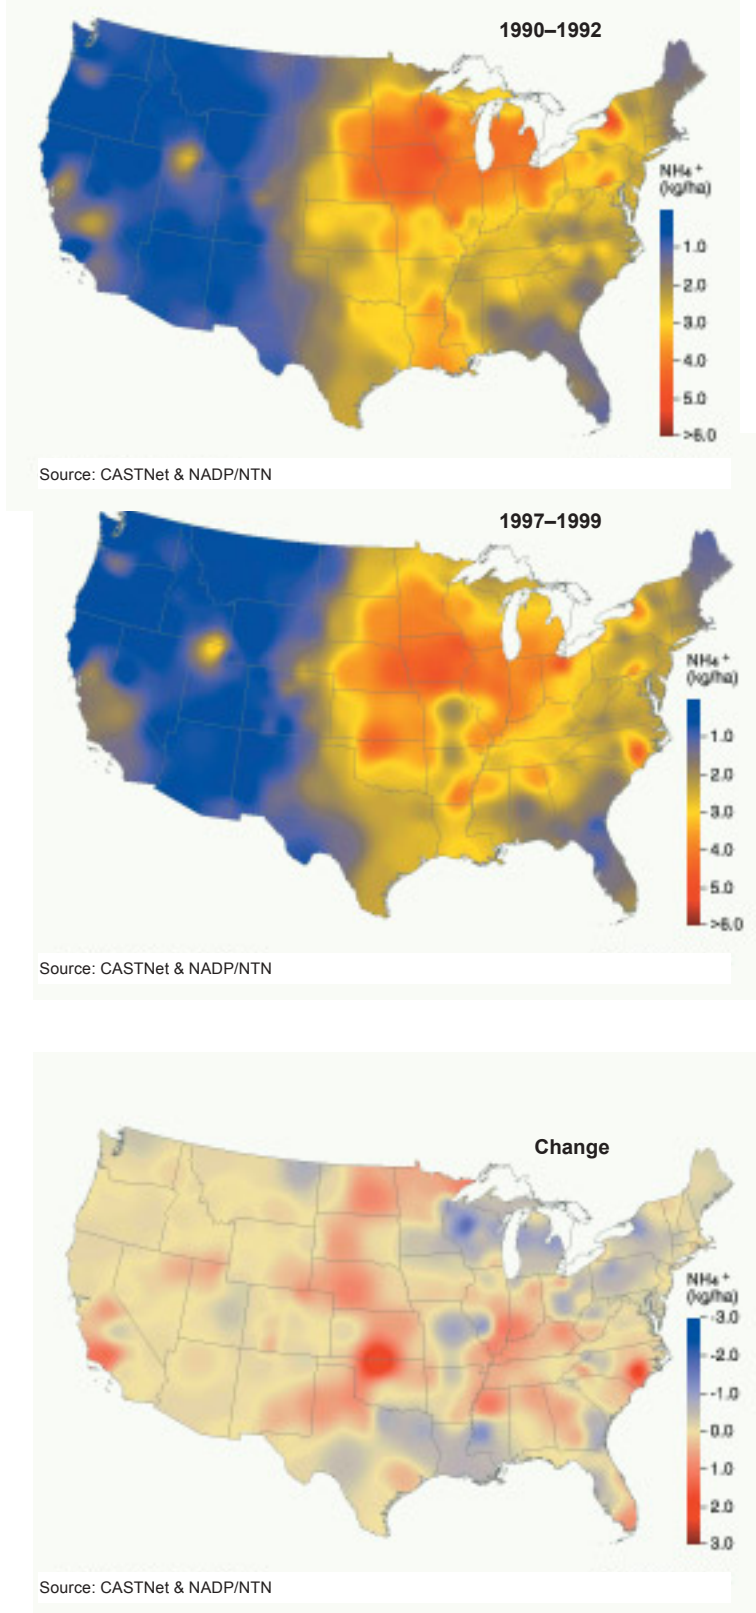 1990–1992
NH₄ +
(kg/ha)
1.0
2.0
3.0
4.0
5.0
>6.0
Source: CASTNet & NADP/NTN
1997–1999
NH₄ +
(kg/ha)
1.0
2.0
3.0
4.0
5.0
>6.0
Source: CASTNet & NADP/NTN
Change
NH₄ +
(kg/ha)
-3.0
-2.0
-1.0
0.0
1.0
2.0
3.0
Source: CASTNet & NADP/NTN